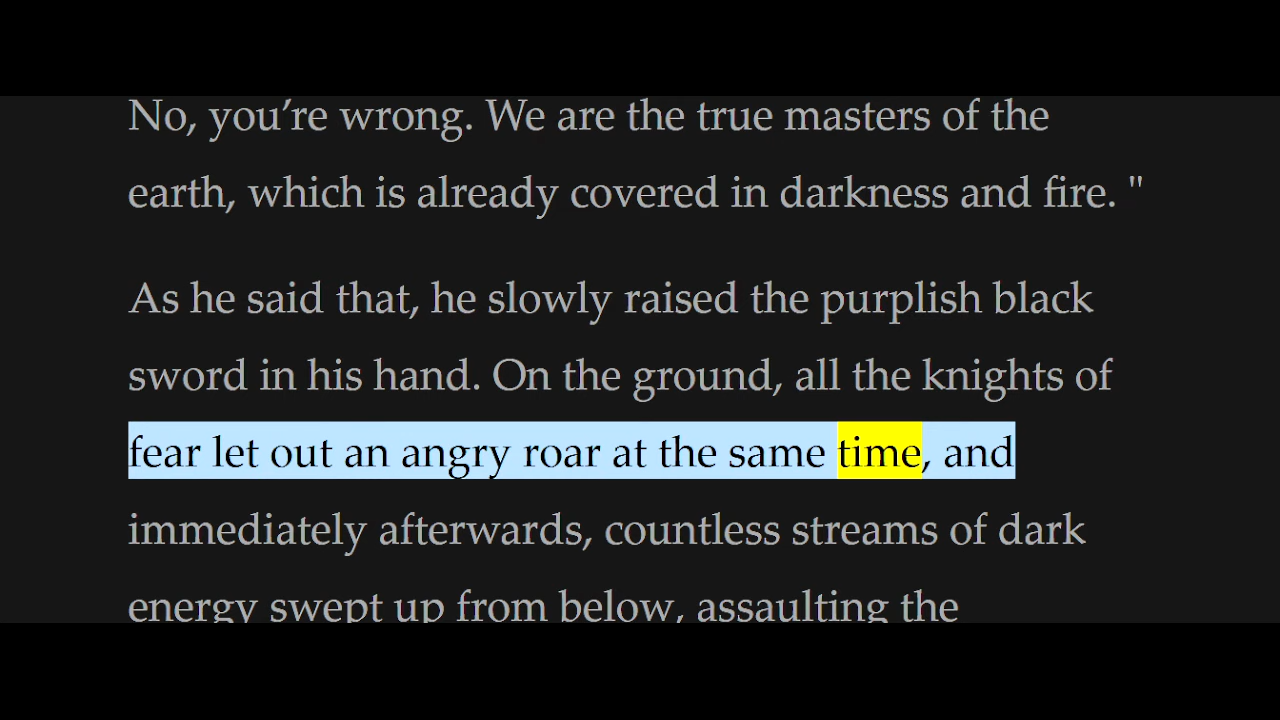 No, you’re wrong. We are the true masters of the
earth, which is already covered in darkness and fire. "
As he said that, he slowly raised the purplish black
sword in his hand. On the ground, all the knights of
fear let out an angry roar at the same time, and
immediately afterwards, countless streams of dark
energy swept up from below, assaulting the